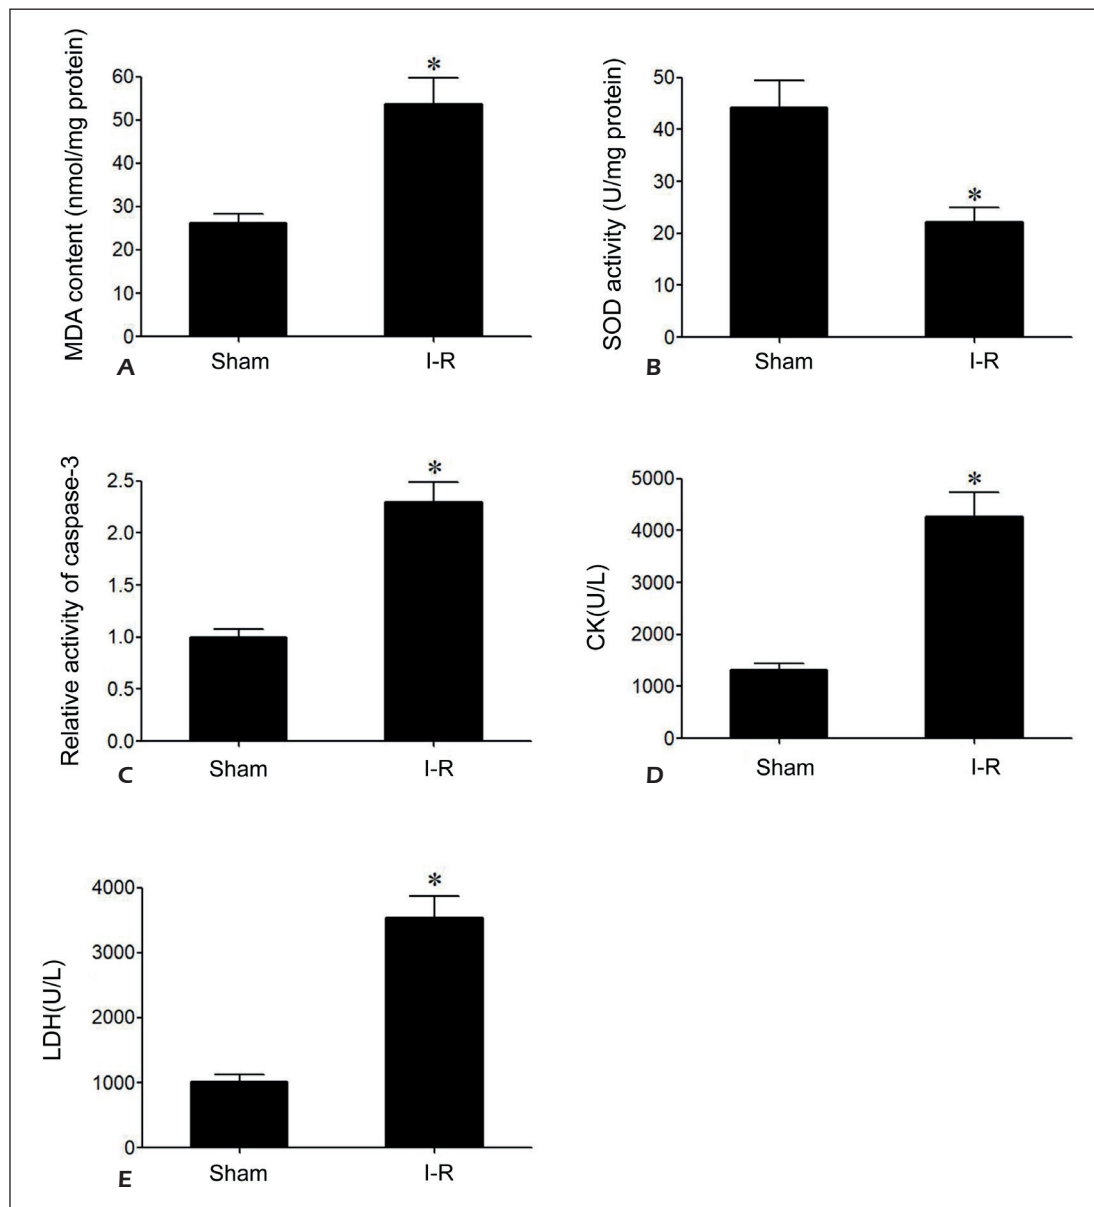 MDA content (nmol/mg protein)
60
50
40
30
20
10
0
*
Sham
I-R
A
SOD activity (U/mg protein)
50
40
30
20
10
0
*
Sham
I-R
B
Relative activity of caspase-3
2.5
2.0
1.5
1.0
0.5
0.0
*
Sham
I-R
C
CK(U/L)
5000
4000
3000
2000
1000
0
*
Sham
I-R
D
LDH(U/L)
4000
3000
2000
1000
0
*
Sham
I-R
E